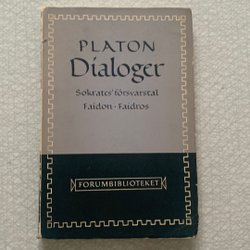 PLATON
Dialoger
Sokrates' försvarstal
Faidon · Faidros
FORUMBIBLIOTEKET